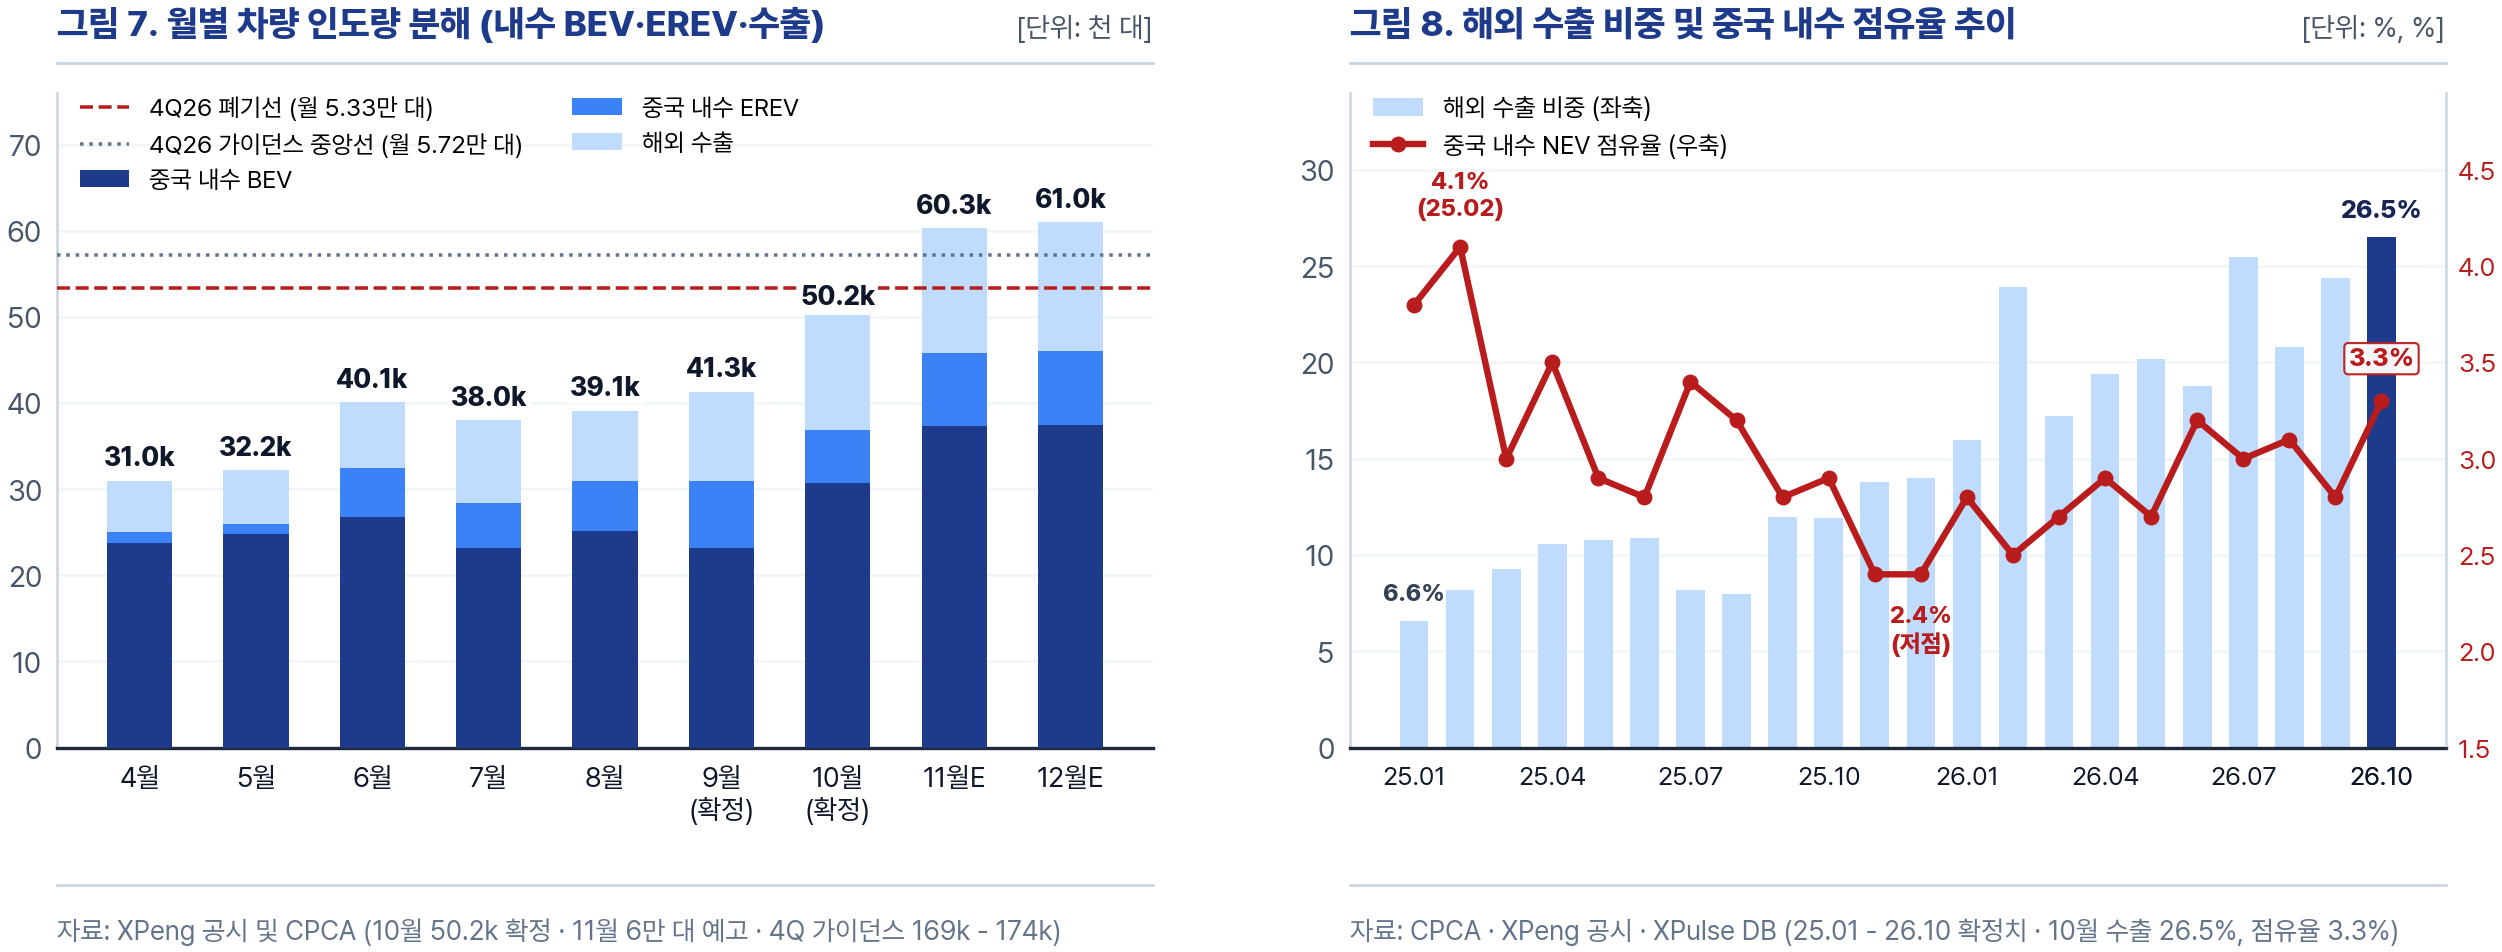 그림 7. 월별 차량 인도량 분해 (내수 BEV·EREV·수출)
[단위: 천 대]
4Q26 폐기선 (월 5.33만 대)
4Q26 가이던스 중앙선 (월 5.72만 대)
중국 내수 BEV
중국 내수 EREV
해외 수출
70
60
50
40
30
20
10
0
31.0k
32.2k
40.1k
38.0k
39.1k
41.3k
50.2k
60.3k
61.0k
4월
5월
6월
7월
8월
9월
(확정)
10월
(확정)
11월E
12월E
자료: XPeng 공시 및 CPCA (10월 50.2k 확정 · 11월 6만 대 예고 · 4Q 가이던스 169k - 174k)
그림 8. 해외 수출 비중 및 중국 내수 점유율 추이
[단위: %, %]
해외 수출 비중 (좌축)
중국 내수 NEV 점유율 (우축)
30
25
20
15
10
5
0
4.1%
(25.02)
6.6%
2.4%
(저점)
26.5%
3.3%
4.5
4.0
3.5
3.0
2.5
2.0
1.5
25.01
25.04
25.07
25.10
26.01
26.04
26.07
26.10
자료: CPCA · XPeng 공시 · XPulse DB (25.01 - 26.10 확정치 · 10월 수출 26.5%, 점유율 3.3%)